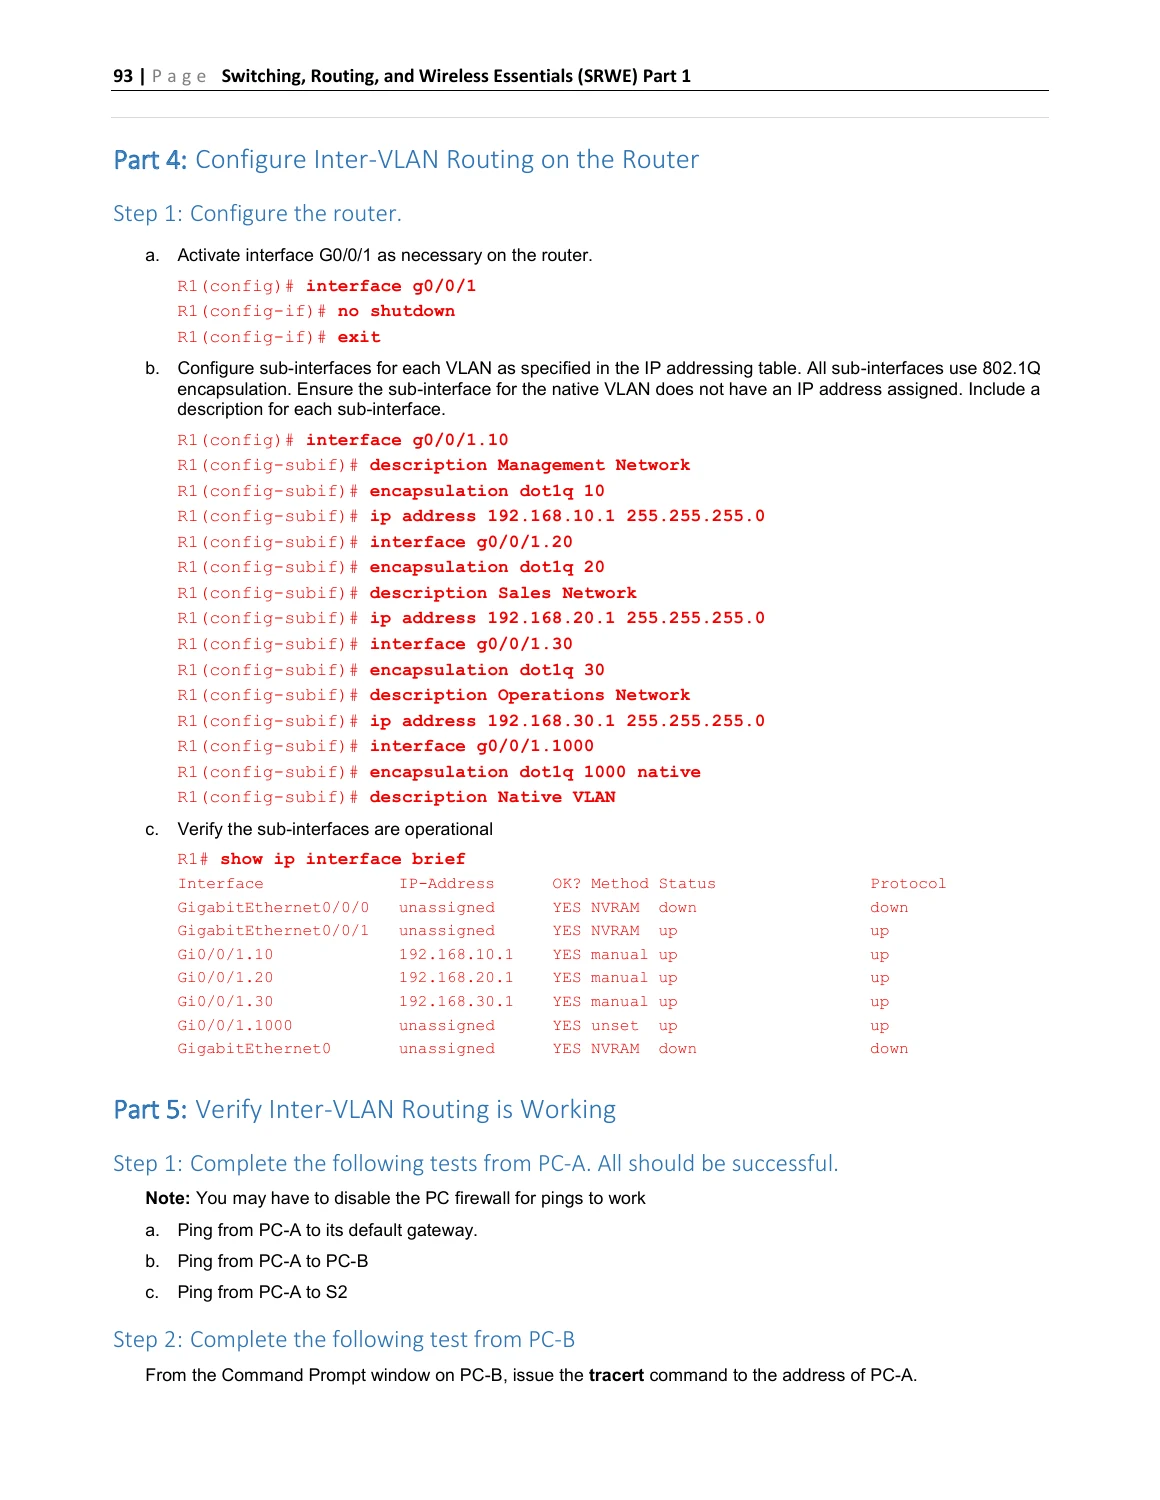 93 | P a g e Switching, Routing, and Wireless Essentials (SRWE) Part 1
Part 4: Configure Inter-VLAN Routing on the Router
Step 1: Configure the router.
a. Activate interface G0/0/1 as necessary on the router.
R1(config)# interface g0/0/1
R1(config-if)# no shutdown
R1(config-if)# exit
b. Configure sub-interfaces for each VLAN as specified in the IP addressing table. All sub-interfaces use 802.1Q
encapsulation. Ensure the sub-interface for the native VLAN does not have an IP address assigned. Include a
description for each sub-interface.
R1(config)# interface g0/0/1.10
R1(config-subif)# description Management Network
R1(config-subif)# encapsulation dot1q 10
R1(config-subif)# ip address 192.168.10.1 255.255.255.0
R1(config-subif)# interface g0/0/1.20
R1(config-subif)# encapsulation dot1q 20
R1(config-subif)# description Sales Network
R1(config-subif)# ip address 192.168.20.1 255.255.255.0
R1(config-subif)# interface g0/0/1.30
R1(config-subif)# encapsulation dot1q 30
R1(config-subif)# description Operations Network
R1(config-subif)# ip address 192.168.30.1 255.255.255.0
R1(config-subif)# interface g0/0/1.1000
R1(config-subif)# encapsulation dot1q 1000 native
R1(config-subif)# description Native VLAN
c. Verify the sub-interfaces are operational
R1# show ip interface brief
Interface IP-Address OK? Method Status Protocol
GigabitEthernet0/0/0 unassigned YES NVRAM down down
GigabitEthernet0/0/1 unassigned YES NVRAM up up
Gi0/0/1.10 192.168.10.1 YES manual up up
Gi0/0/1.20 192.168.20.1 YES manual up up
Gi0/0/1.30 192.168.30.1 YES manual up up
Gi0/0/1.1000 unassigned YES unset up up
GigabitEthernet0 unassigned YES NVRAM down down
Part 5: Verify Inter-VLAN Routing is Working
Step 1: Complete the following tests from PC-A. All should be successful.
Note: You may have to disable the PC firewall for pings to work
a. Ping from PC-A to its default gateway.
b. Ping from PC-A to PC-B
c. Ping from PC-A to S2
Step 2: Complete the following test from PC-B
From the Command Prompt window on PC-B, issue the tracert command to the address of PC-A.